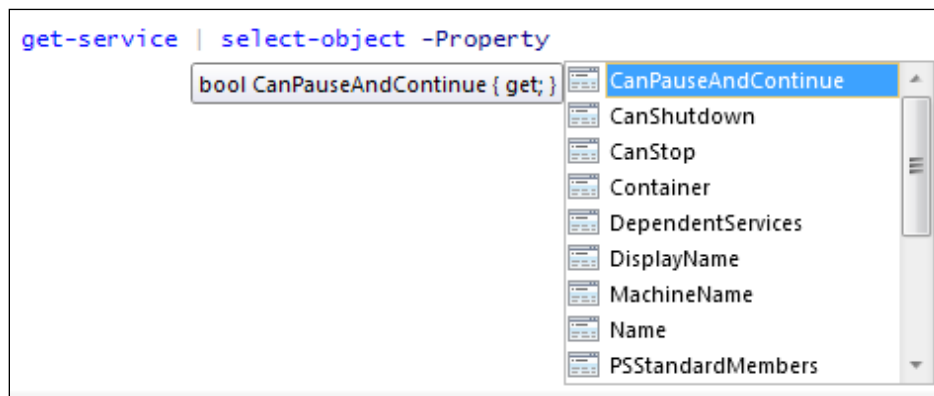 get-service | select-object -Property
bool CanPauseAndContinue { get; }
CanPauseAndContinue
CanShutdown
CanStop
Container
DependentServices
DisplayName
MachineName
Name
PSStandardMembers